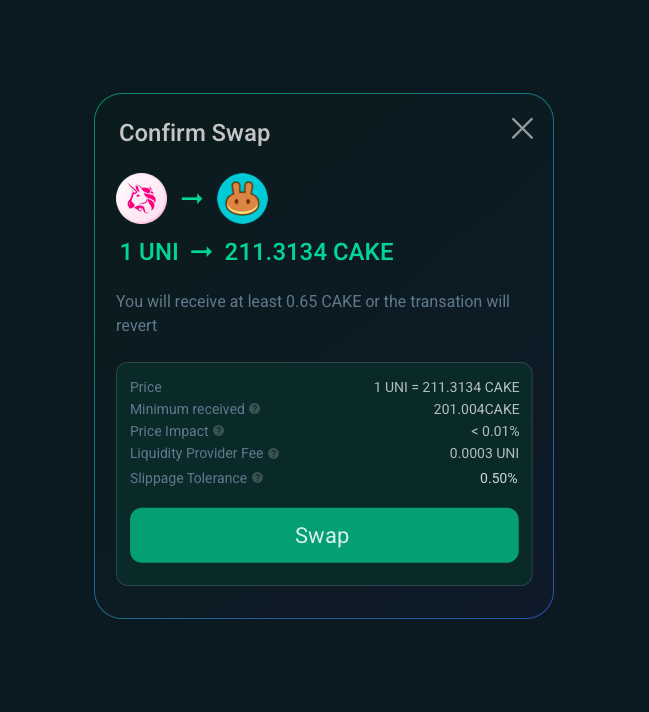 Confirm Swap
1 UNI → 211.3134 CAKE
You will receive at least 0.65 CAKE or the transation will
revert
Price 1 UNI = 211.3134 CAKE
Minimum received 201.004CAKE
Price Impact < 0.01%
Liquidity Provider Fee 0.0003 UNI
Slippage Tolerance 0.50%
Swap